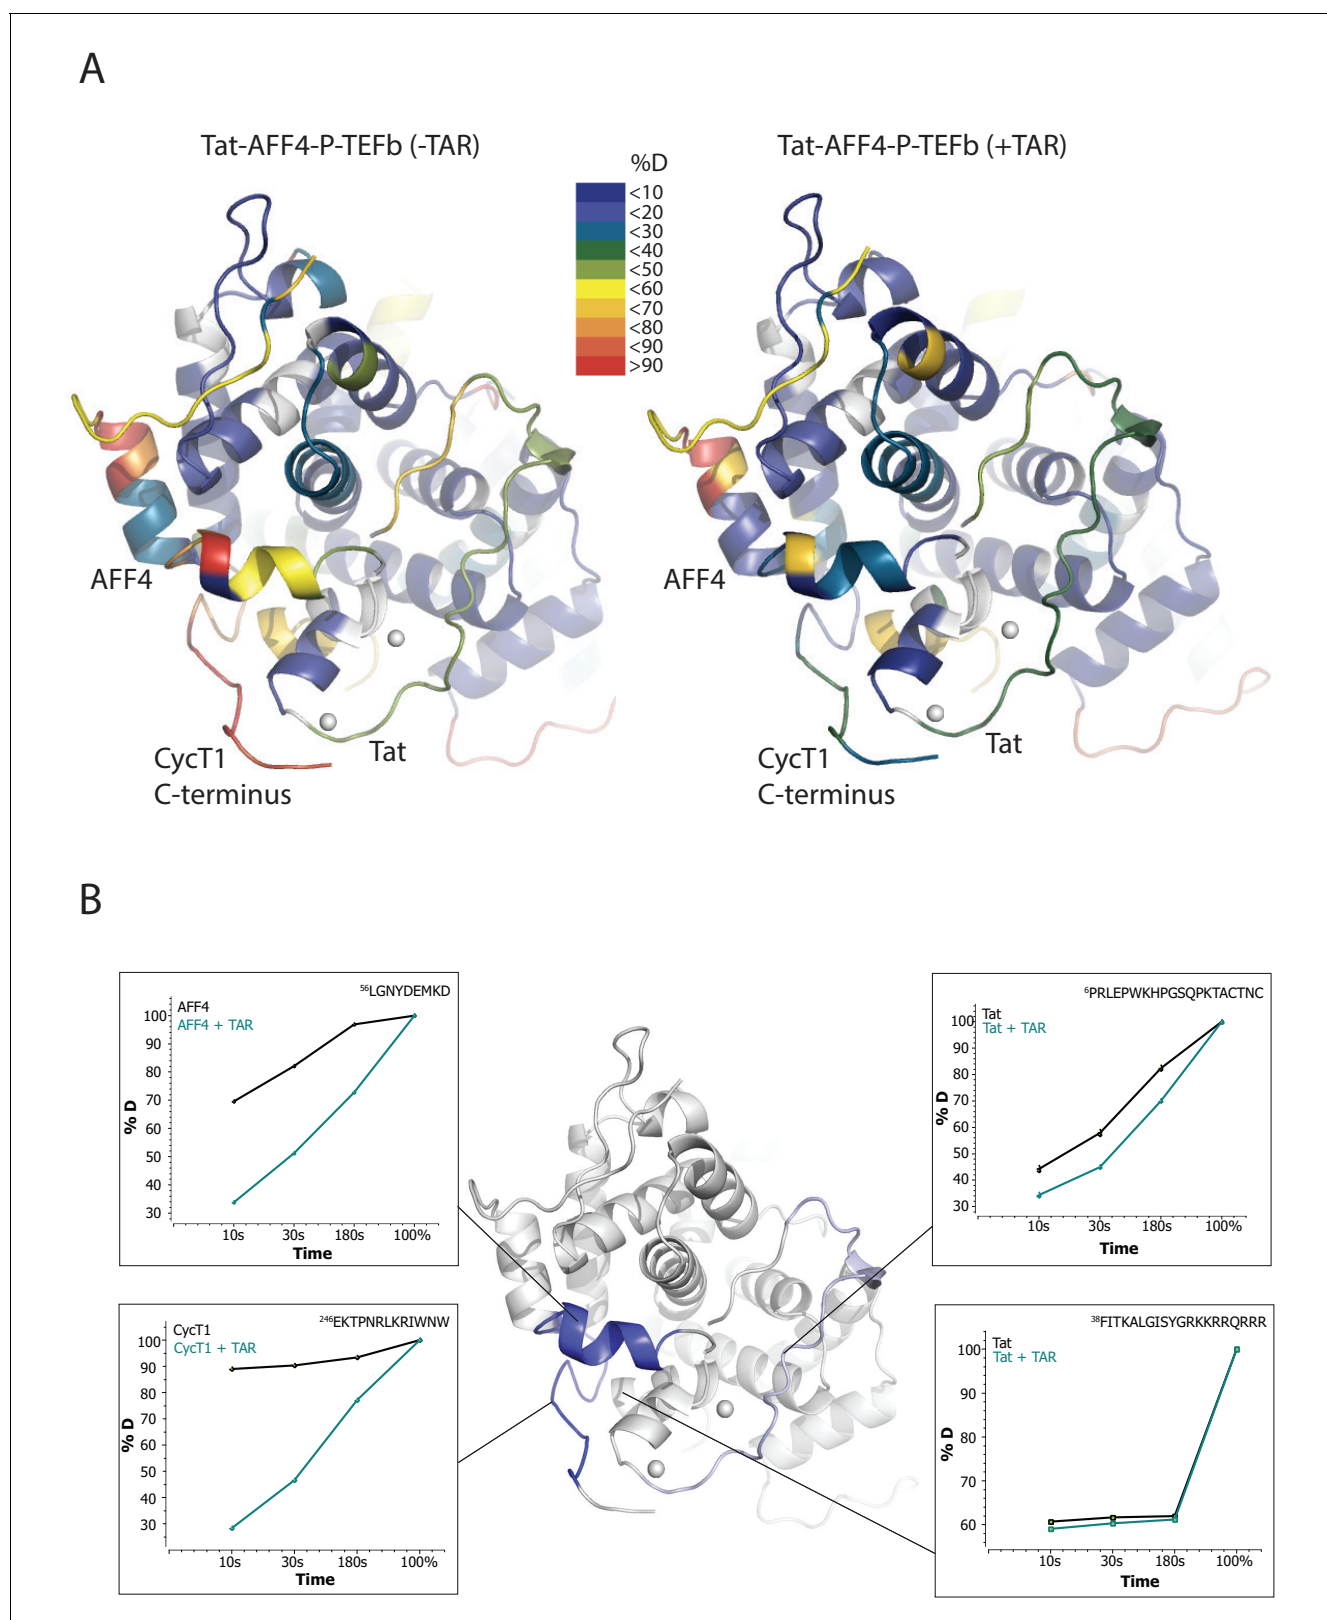 A
Tat-AFF4-P-TEFb (-TAR)
Tat-AFF4-P-TEFb (+TAR)
%D
<10
<20
<30
<40
<50
<60
<70
<80
<90
>90
AFF4
AFF4
CycT1
C-terminus
Tat
CycT1
C-terminus
Tat
B
56LGNYDEMKD
AFF4
AFF4 + TAR
100
90
80
70
60
50
40
30
% D
10s
30s
180s
100%
Time
6PRLEPWKHPGSQPKTACTNC
Tat
Tat + TAR
100
90
80
70
60
50
40
30
% D
10s
30s
180s
100%
Time
246EKTPNRLKRIWNW
CycT1
CycT1 + TAR
100
90
80
70
60
50
40
30
% D
10s
30s
180s
100%
Time
38FITKALGISYGRKKRRQRRR
Tat
Tat + TAR
100
90
80
70
60
% D
10s
30s
180s
100%
Time